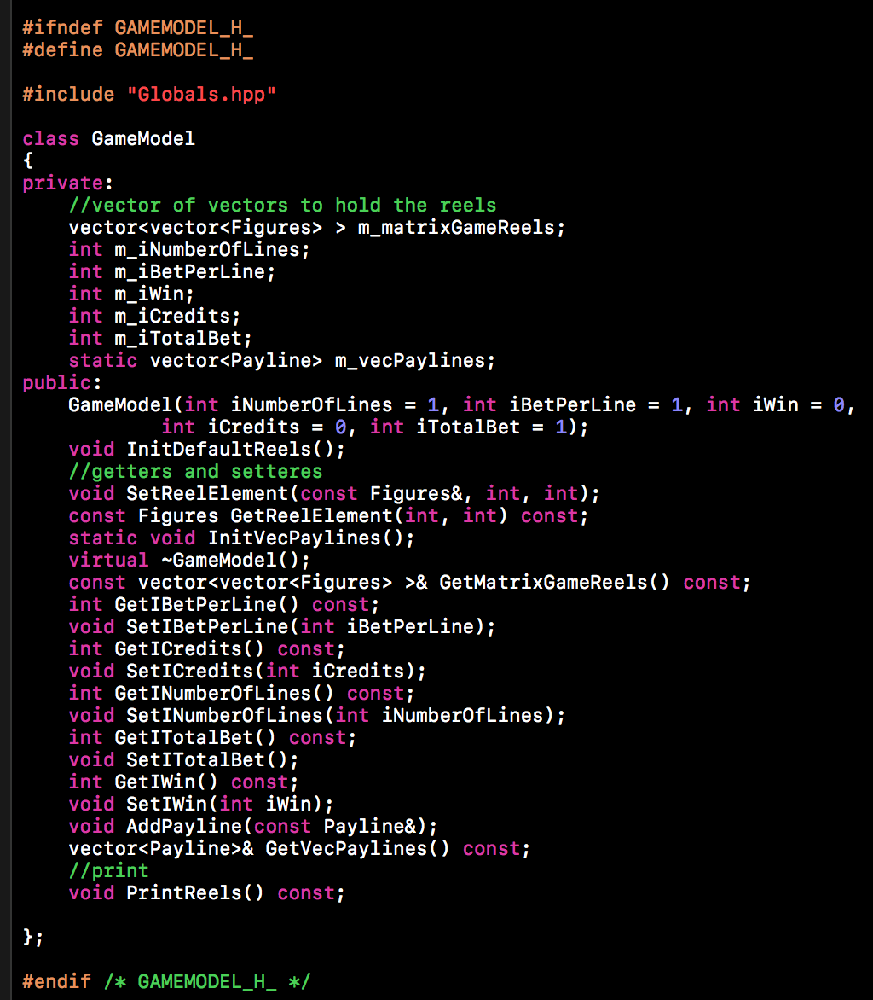 #ifndef GAMEMODEL_H_
#define GAMEMODEL_H_

#include "Globals.hpp"

class GameModel
{
private:
    //vector of vectors to hold the reels
    vector<vector<Figures> > m_matrixGameReels;
    int m_iNumberOfLines;
    int m_iBetPerLine;
    int m_iWin;
    int m_iCredits;
    int m_iTotalBet;
    static vector<Payline> m_vecPaylines;
public:
    GameModel(int iNumberOfLines = 1, int iBetPerLine = 1, int iWin = 0,
            int iCredits = 0, int iTotalBet = 1);
    void InitDefaultReels();
    //getters and setteres
    void SetReelElement(const Figures&, int, int);
    const Figures GetReelElement(int, int) const;
    static void InitVecPaylines();
    virtual ~GameModel();
    const vector<vector<Figures> >& GetMatrixGameReels() const;
    int GetIBetPerLine() const;
    void SetIBetPerLine(int iBetPerLine);
    int GetICredits() const;
    void SetICredits(int iCredits);
    int GetINumberOfLines() const;
    void SetINumberOfLines(int iNumberOfLines);
    int GetITotalBet() const;
    void SetITotalBet();
    int GetIWin() const;
    void SetIWin(int iWin);
    void AddPayline(const Payline&);
    vector<Payline>& GetVecPaylines() const;
    //print
    void PrintReels() const;

};

#endif /* GAMEMODEL_H_ */